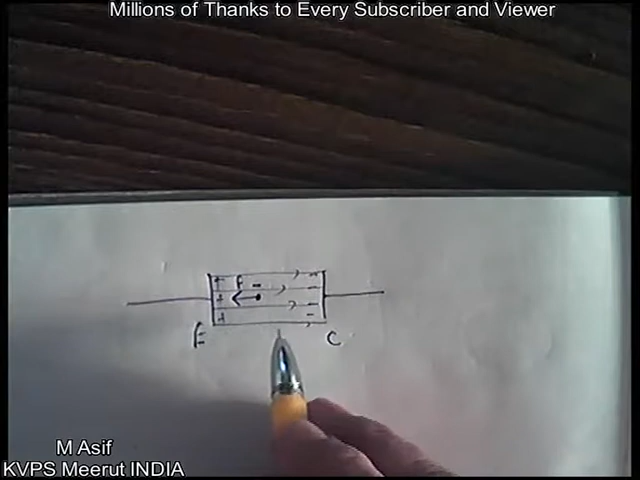 Millions of Thanks to Every Subscriber and Viewer
+ F -
+ -
+ -
E C
M Asif
KVPS Meerut INDIA